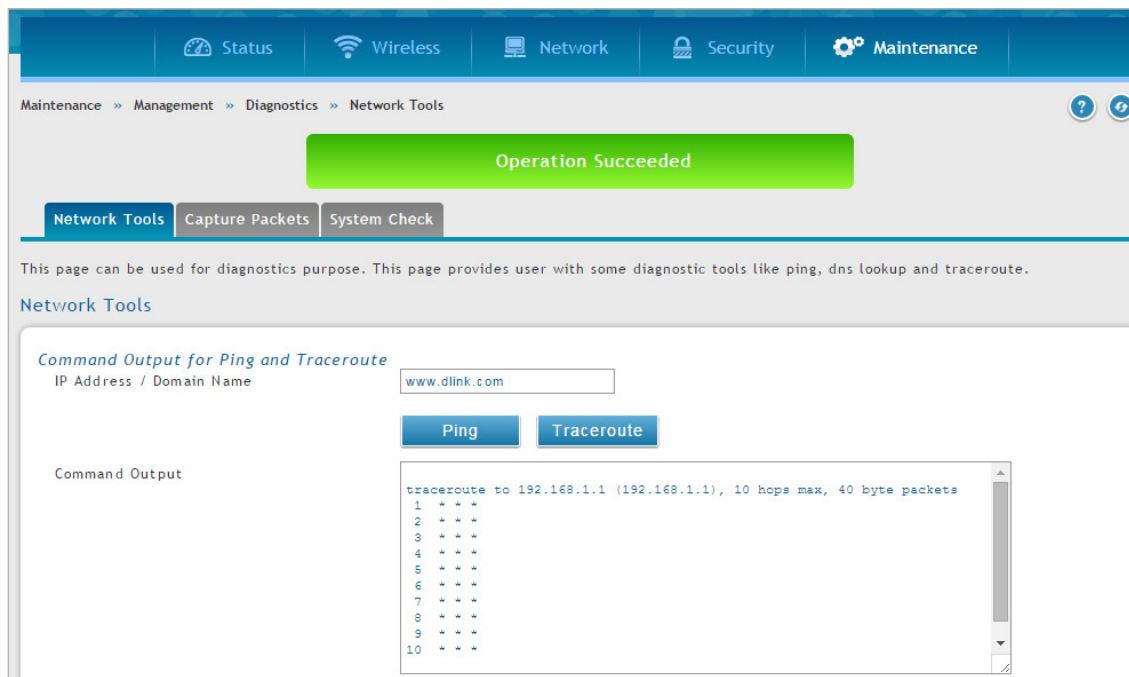 Status Wireless Network Security Maintenance
Maintenance » Management » Diagnostics » Network Tools
?
Operation Succeeded
Network Tools Capture Packets System Check
This page can be used for diagnostics purpose. This page provides user with some diagnostic tools like ping, dns lookup and traceroute.
Network Tools
Command Output for Ping and Traceroute
IP Address / Domain Name www.dlink.com
Ping Traceroute
Command Output
traceroute to 192.168.1.1 (192.168.1.1), 10 hops max, 40 byte packets
1 * * *
2 * * *
3 * * *
4 * * *
5 * * *
6 * * *
7 * * *
8 * * *
9 * * *
10 * * *